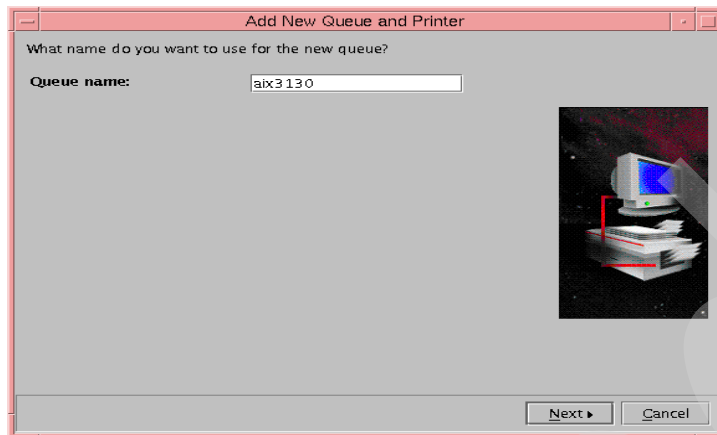 Add New Queue and Printer
What name do you want to use for the new queue?
Queue name: aix3130
Next Cancel